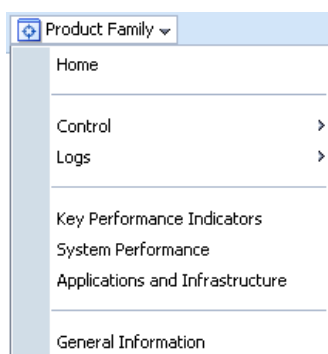 Product Family
Home
Control
Logs
Key Performance Indicators
System Performance
Applications and Infrastructure
General Information